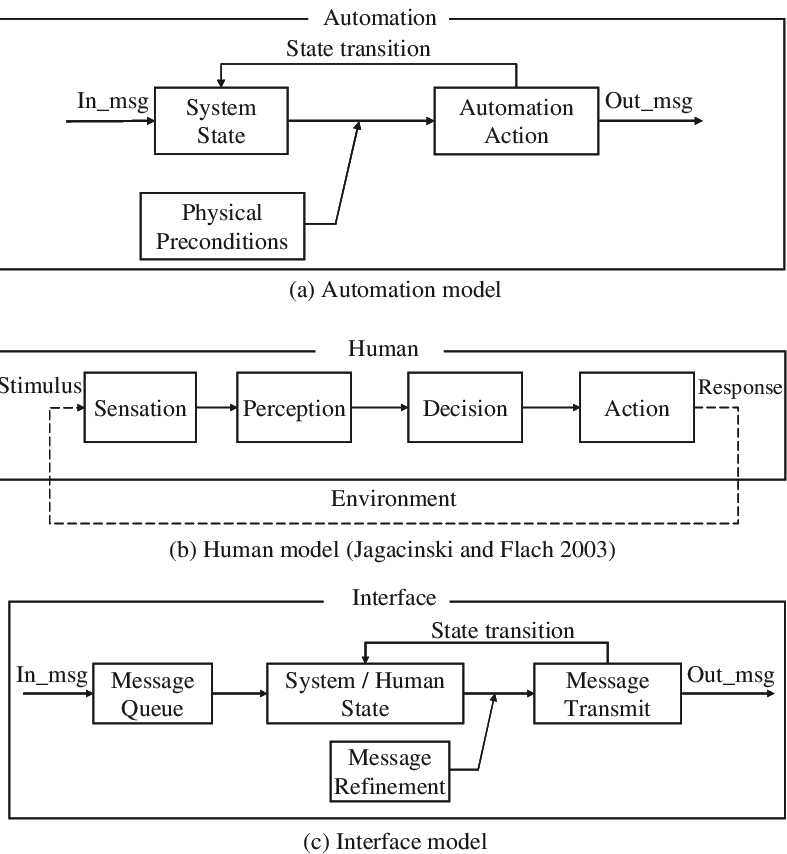 Automation
State transition
In_msg
System
State
Automation
Action
Out_msg
Physical
Preconditions
(a) Automation model
Human
Stimulus
Sensation
Perception
Decision
Action
Response
Environment
(b) Human model (Jagacinski and Flach 2003)
Interface
State transition
In_msg
Message
Queue
System / Human
State
Message
Transmit
Out_msg
Message
Refinement
(c) Interface model